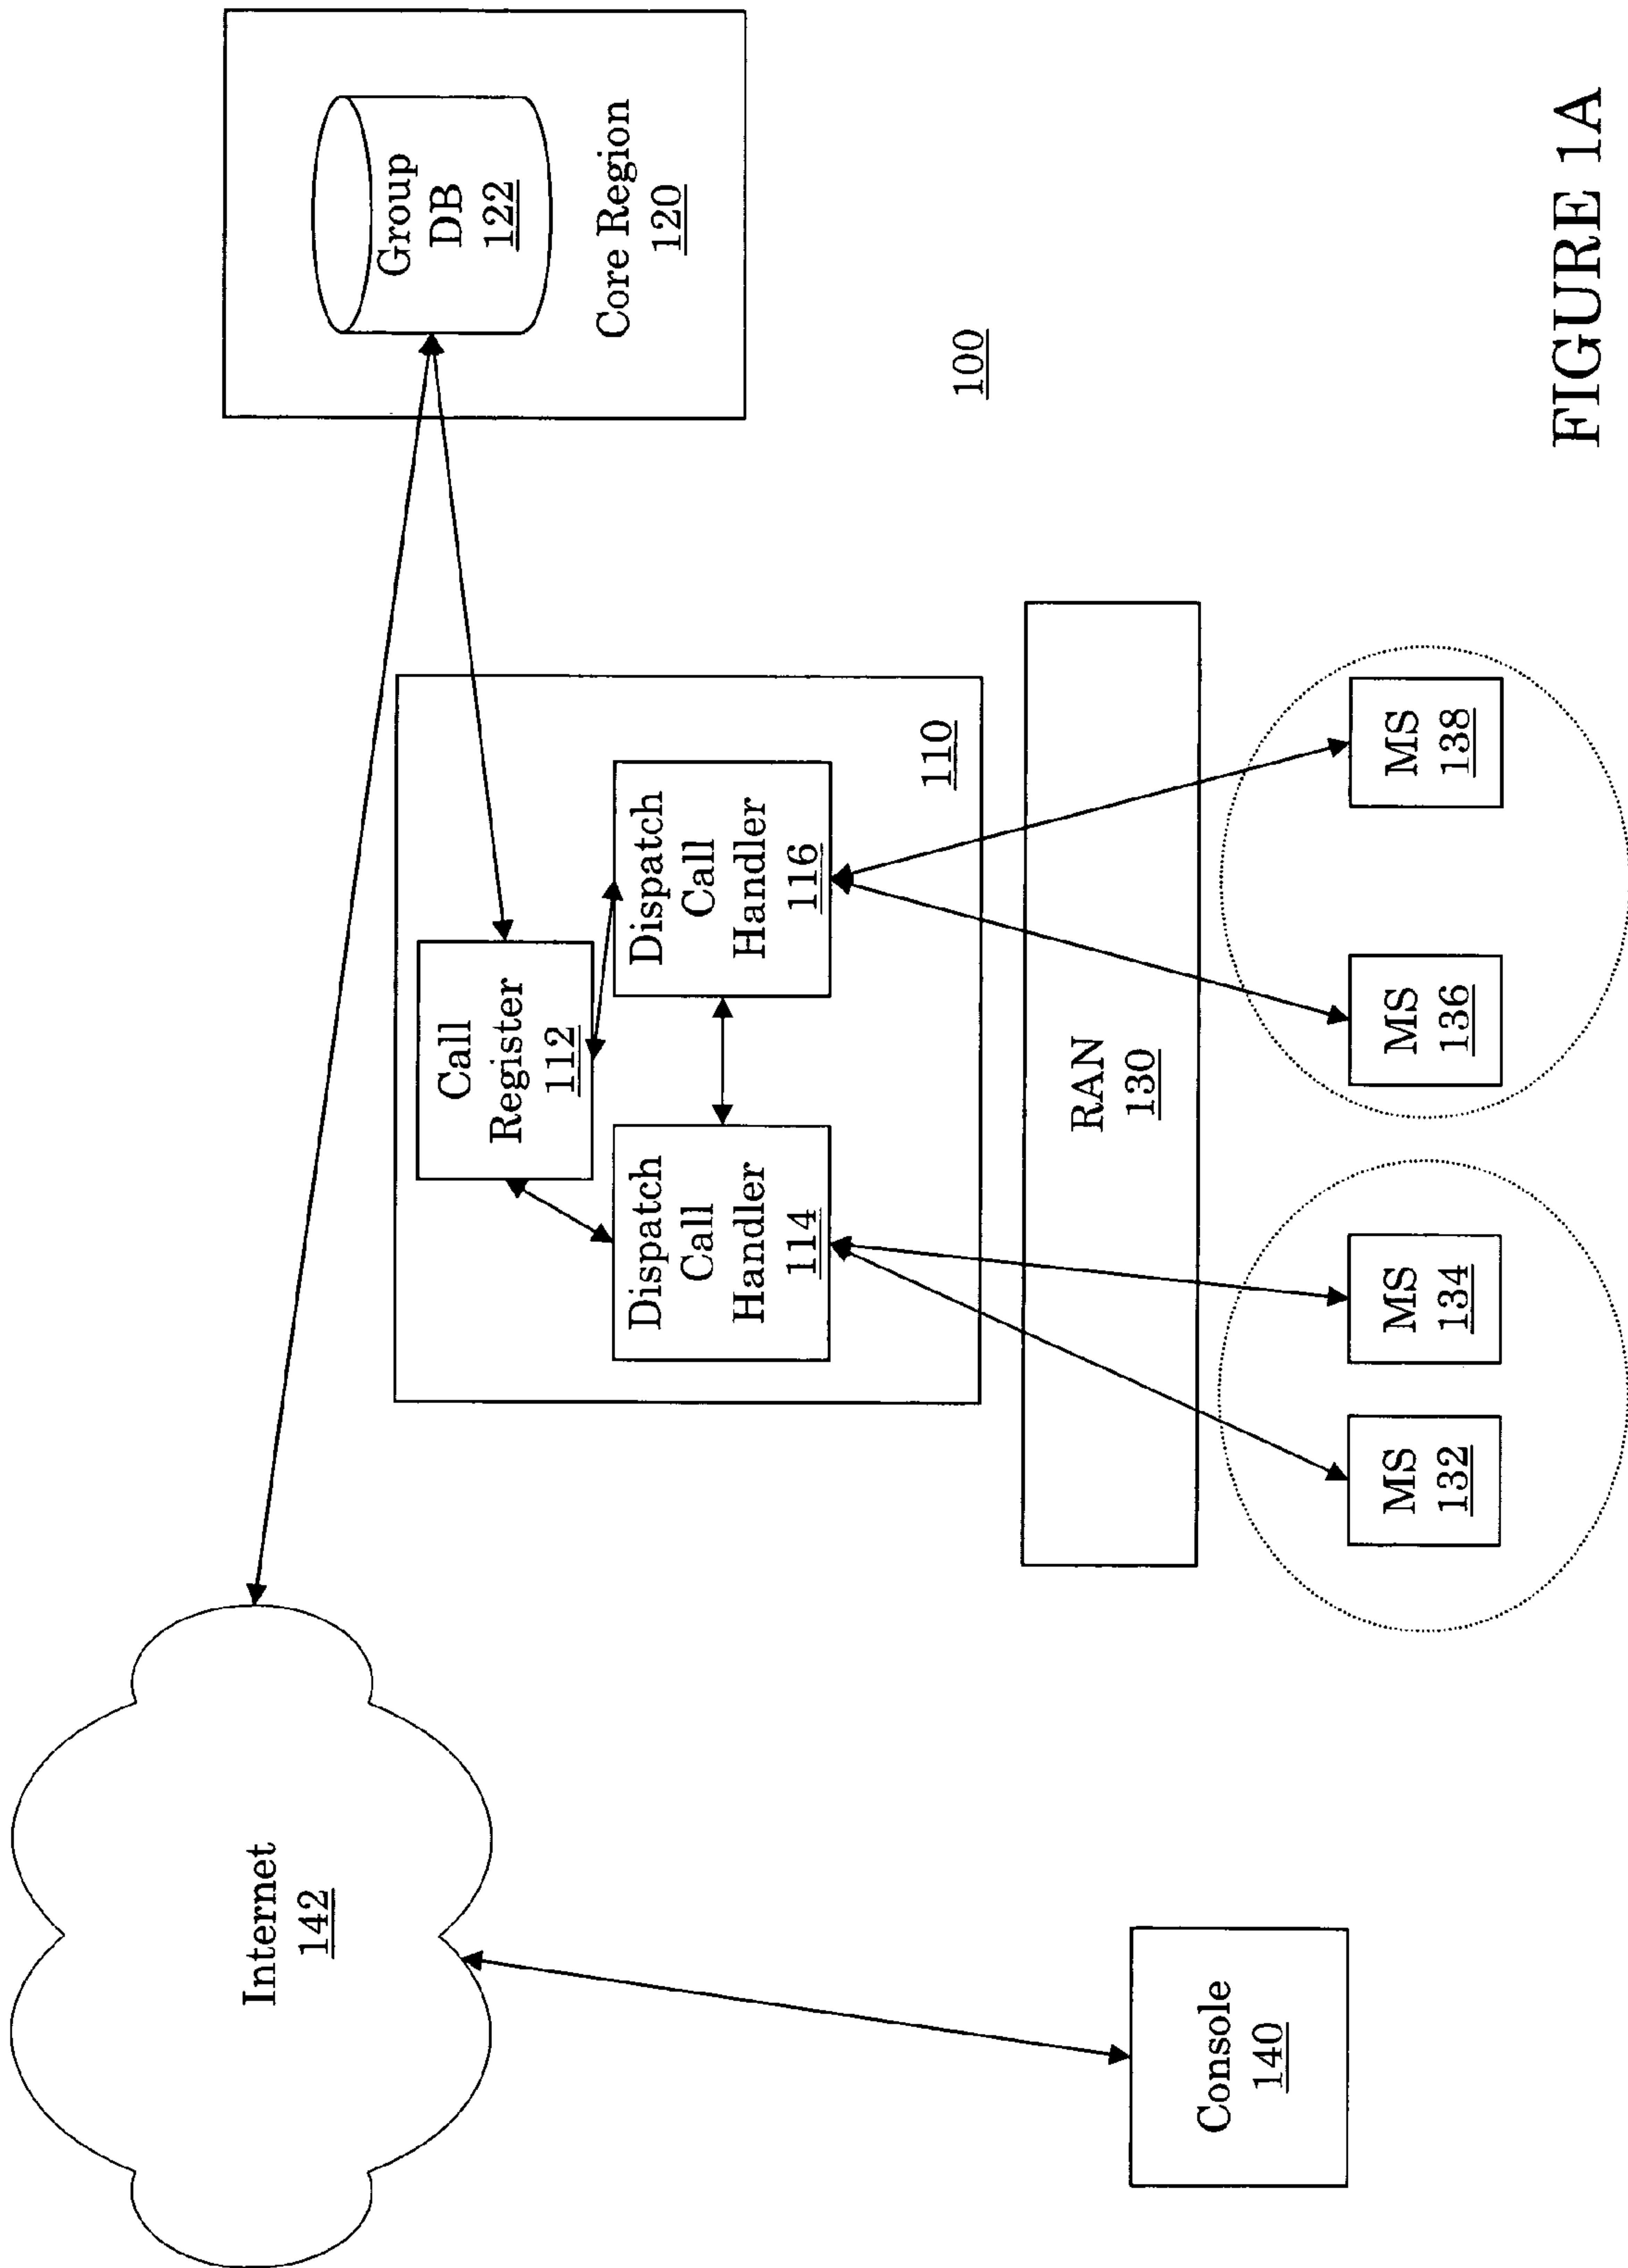 Internet
142
Group
DB
122
Core Region
120
Call
Register
112
Dispatch
Call
Handler
114
Dispatch
Call
Handler
116
110
100
RAN
130
Console
140
MS
132
MS
134
MS
136
MS
138
FIGURE 1A